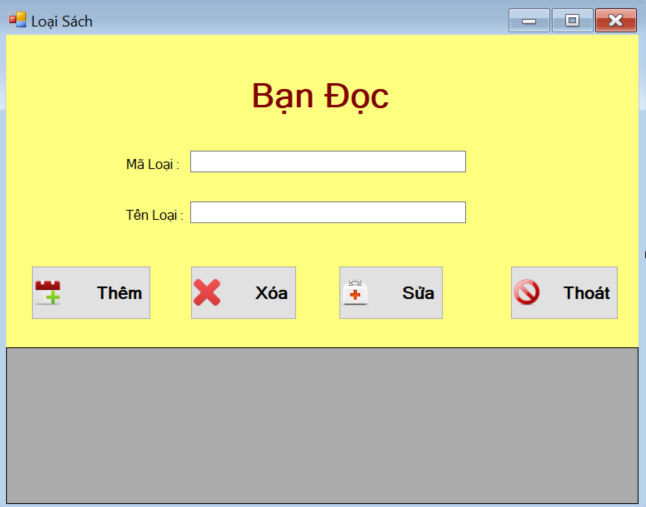 Loại Sách
Bạn Đọc
Mã Loại :
Tên Loại :
Thêm Xóa Sửa Thoát